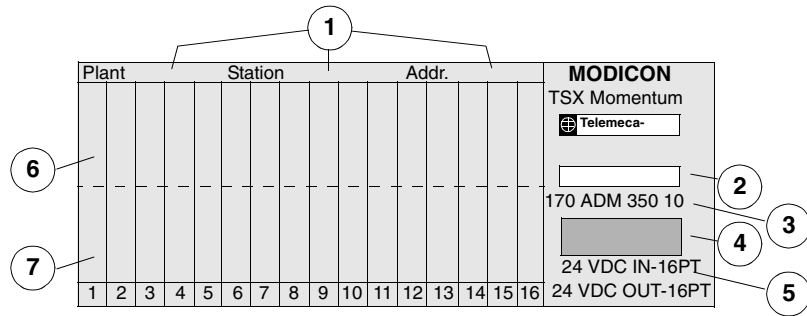 1
Plant Station Addr.
MODICON
TSX Momentum
Telemeca-
6
2
170 ADM 350 10
3
4
7
24 VDC IN-16PT
5
1 2 3 4 5 6 7 8 9 10 11 12 13 14 15 16
24 VDC OUT-16PT